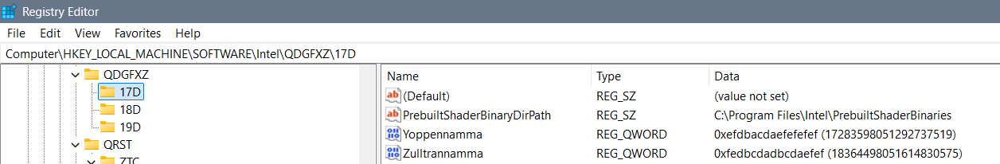 Registry Editor
File Edit View Favorites Help
Computer\HKEY_LOCAL_MACHINE\SOFTWARE\Intel\QDGFXZ\17D
QDGFXZ
17D
18D
19D
QRST
ZTC
Name Type Data
(Default) REG_SZ (value not set)
PrebuiltShaderBinaryDirPath REG_SZ C:\Program Files\Intel\PrebuiltShaderBinaries
Yoppennamma REG_QWORD 0xefdbacdaefefefef (17283598051292737519)
Zulltrannamma REG_QWORD 0xfedbcdadbcdaefef (18364498051614830575)